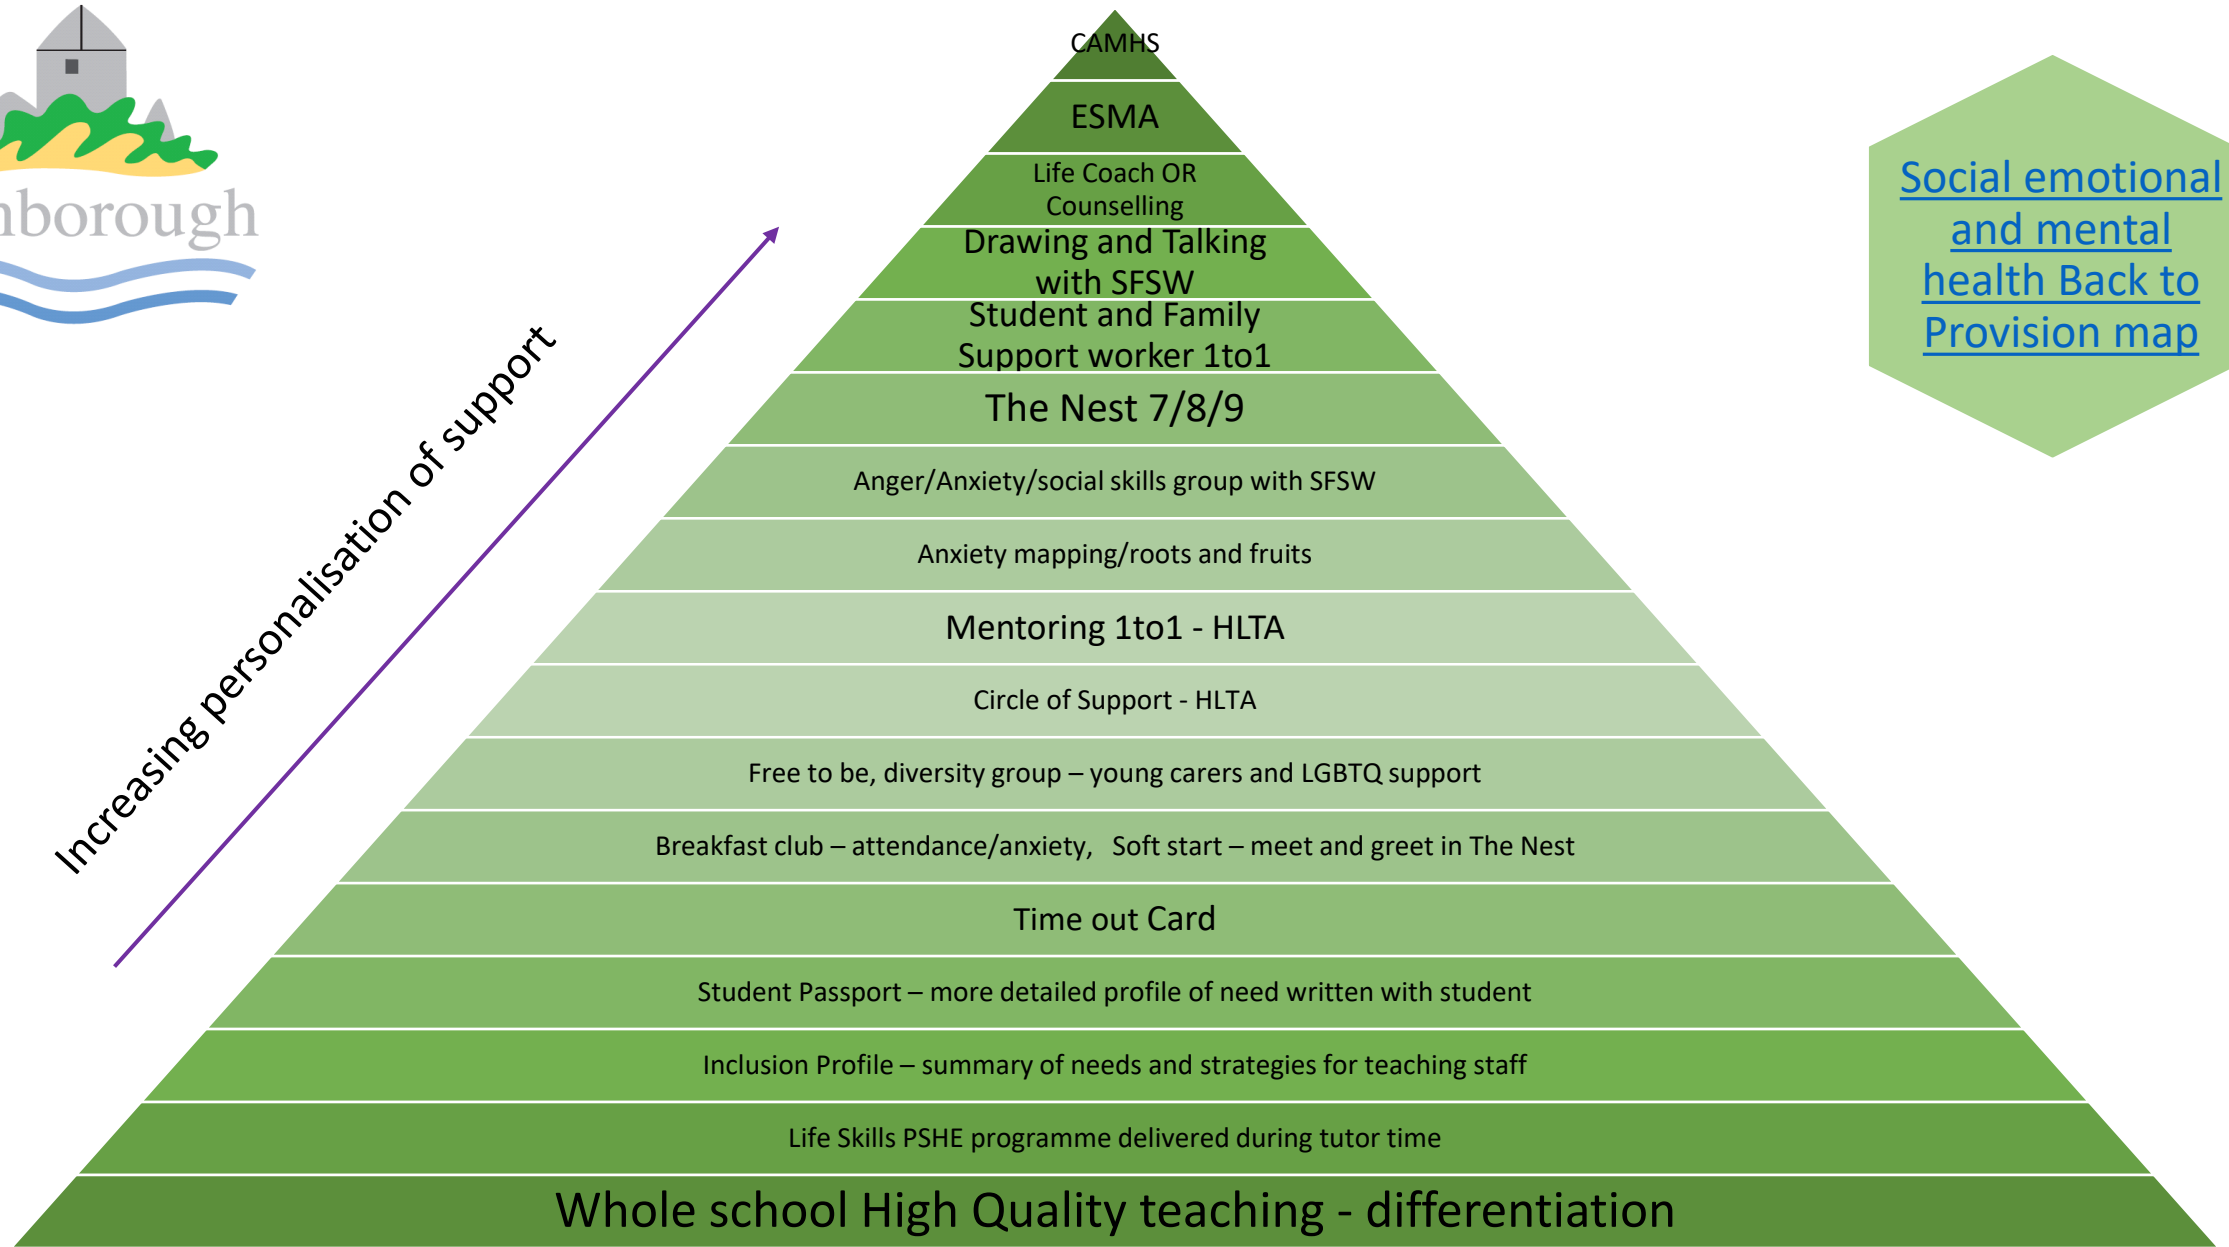 nborough
Increasing personalisation of support
CAMHS
ESMA
Life Coach OR
Counselling
Drawing and Talking
with SFSW
Student and Family
Support worker 1to1
The Nest 7/8/9
Anger/Anxiety/social skills group with SFSW
Anxiety mapping/roots and fruits
Mentoring 1to1 - HLTA
Circle of Support - HLTA
Free to be, diversity group – young carers and LGBTQ support
Breakfast club – attendance/anxiety,   Soft start – meet and greet in The Nest
Time out Card
Student Passport – more detailed profile of need written with student
Inclusion Profile – summary of needs and strategies for teaching staff
Life Skills PSHE programme delivered during tutor time
Whole school High Quality teaching - differentiation
Social emotional
and mental
health Back to
Provision map